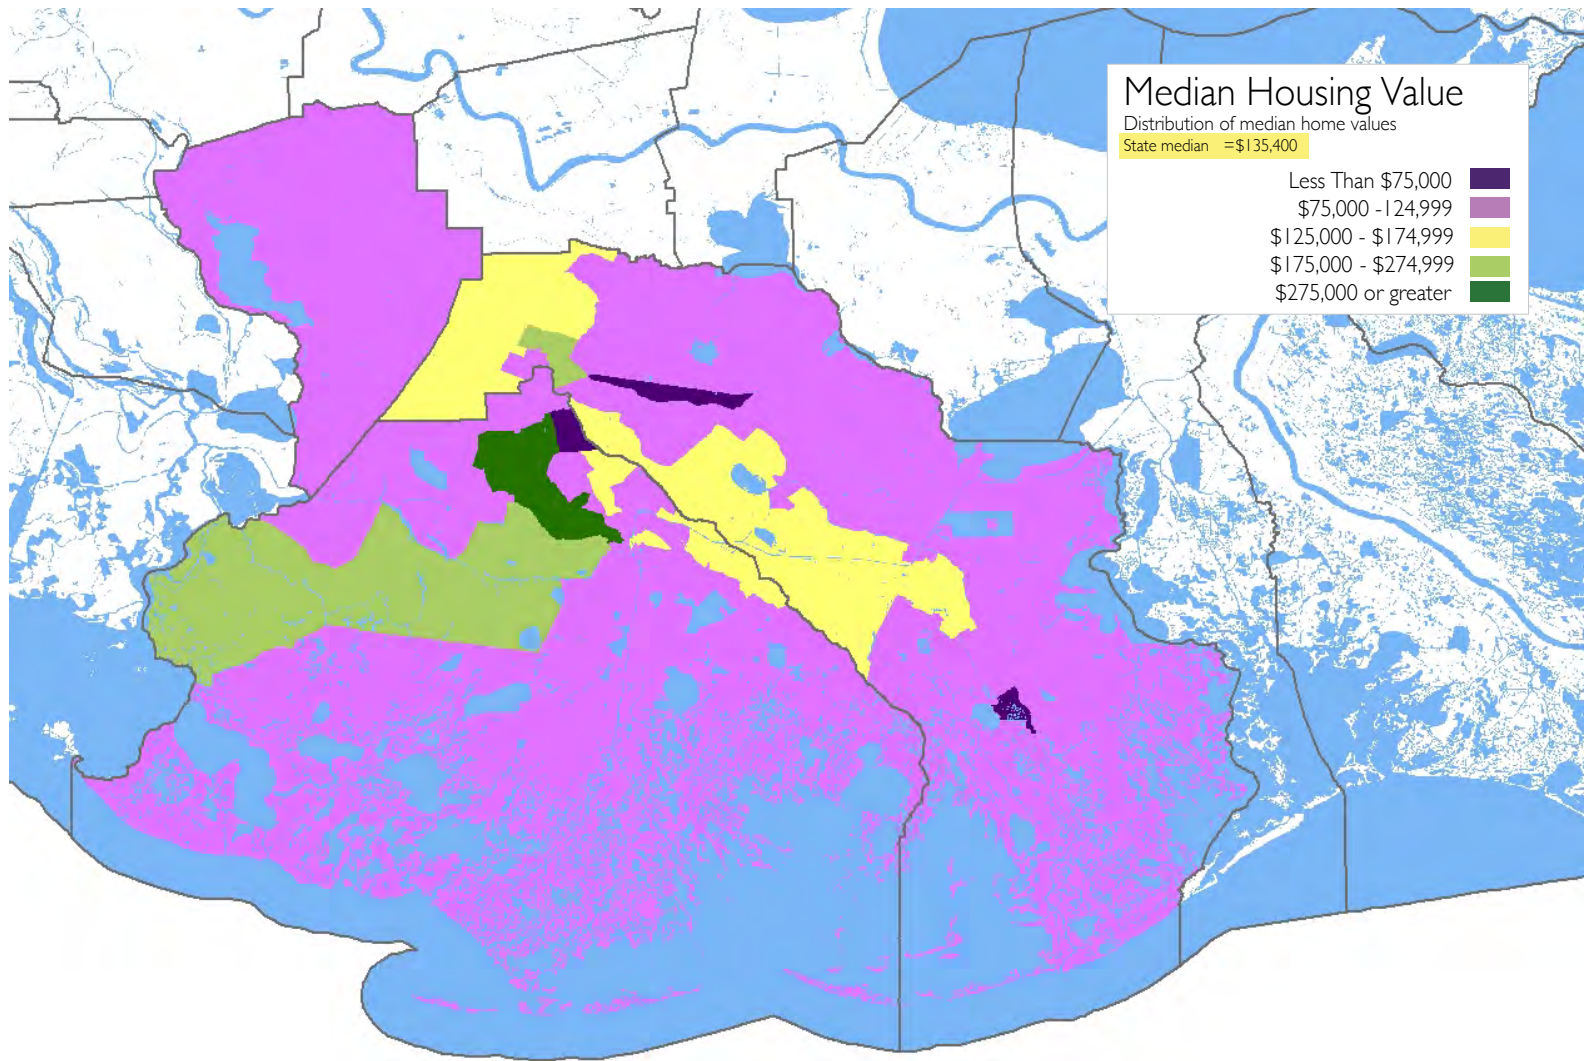 Median Housing Value
Distribution of median home values
State median =$135,400
Less Than $75,000
$75,000 -124,999
$125,000 - $174,999
$175,000 - $274,999
$275,000 or greater